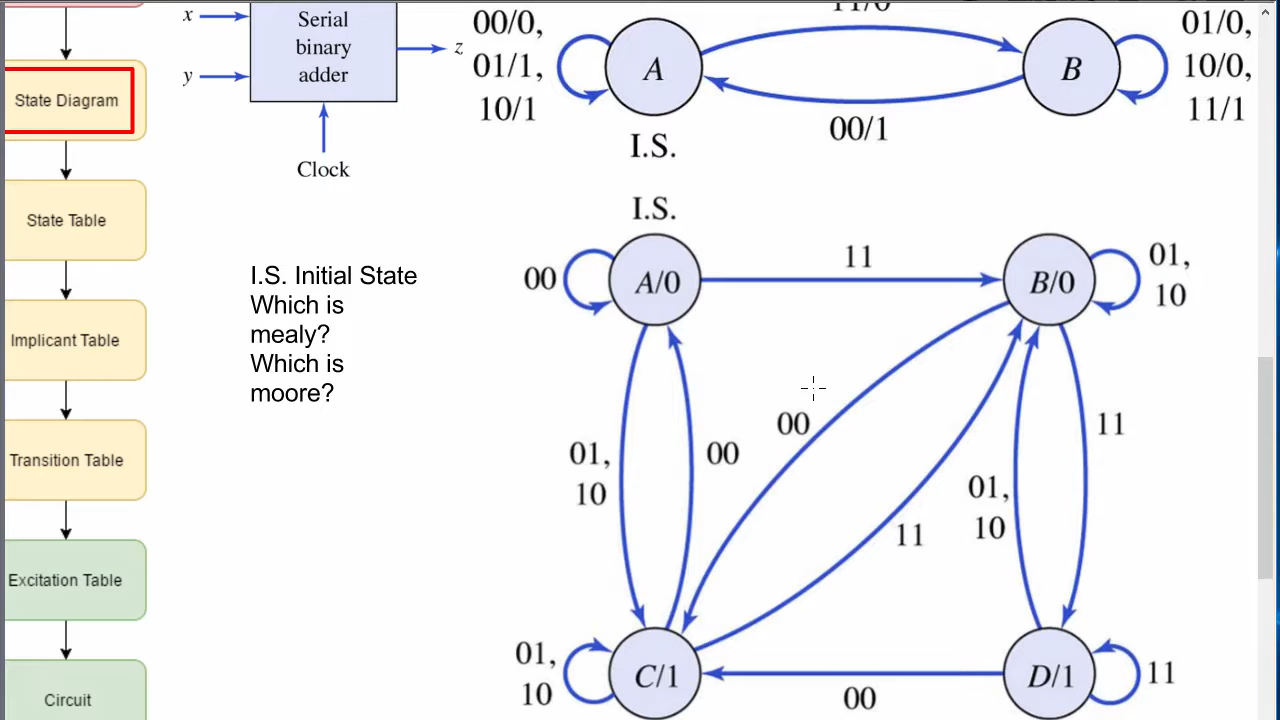 State Diagram
State Table
Implicant Table
Transition Table
Excitation Table
Circuit
x
y
Serial
binary
adder
z
Clock
I.S. Initial State
Which is
mealy?
Which is
moore?
00/0,
01/1,
10/1
A
I.S.
11/0
00/1
B
01/0,
10/0,
11/1
I.S.
00
A/0
11
B/0
01,
10
01,
10
00
00
11
01,
10
11
01,
10
C/1
00
D/1
11